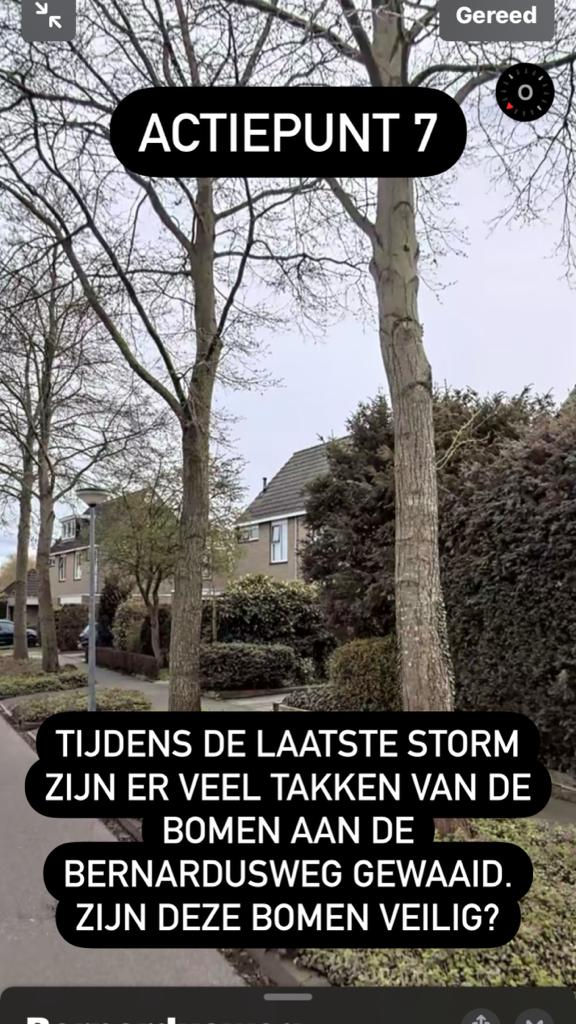 Gereed
O
ACTIEPUNT 7
TIJDENS DE LAATSTE STORM
ZIJN ER VEEL TAKKEN VAN DE
BOMEN AAN DE
BERNARDUSWEG GEWAAID.
ZIJN DEZE BOMEN VEILIG?
Bernardusweg